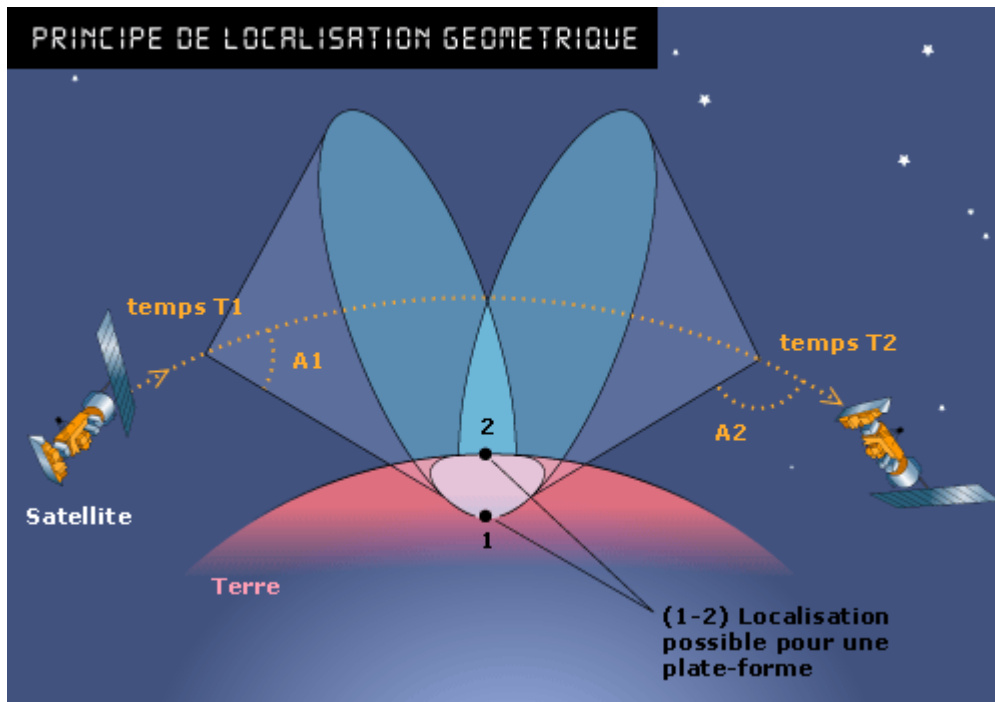 PRINCIPE DE LOCALISATION GEOMETRIQUE
temps T1
temps T2
A1
A2
2
Satellite
1
Terre
(1-2) Localisation
possible pour une
plate-forme